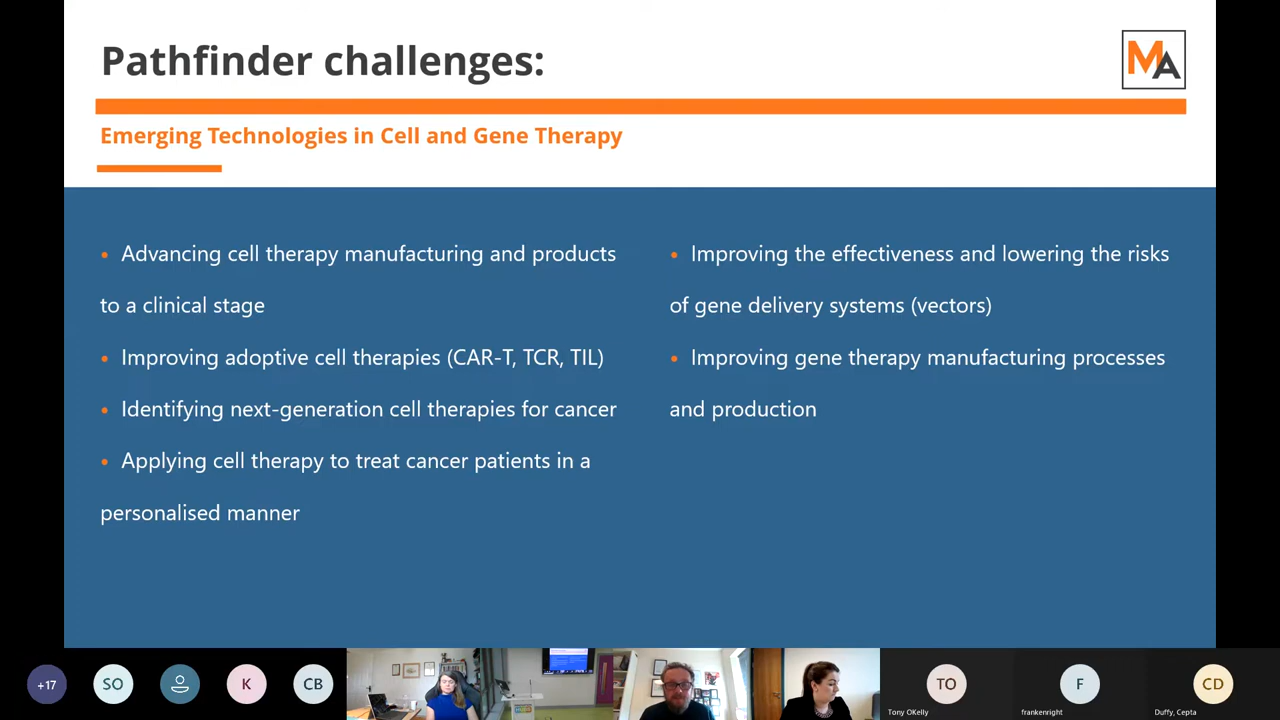 Pathfinder challenges:
MA
Emerging Technologies in Cell and Gene Therapy
• Advancing cell therapy manufacturing and products
to a clinical stage
• Improving adoptive cell therapies (CAR-T, TCR, TIL)
• Identifying next-generation cell therapies for cancer
• Applying cell therapy to treat cancer patients in a
personalised manner
• Improving the effectiveness and lowering the risks
of gene delivery systems (vectors)
• Improving gene therapy manufacturing processes
and production
+17
SO
K
CB
TO
Tony OKelly
F
frankenright
CD
Duffy, Cepta